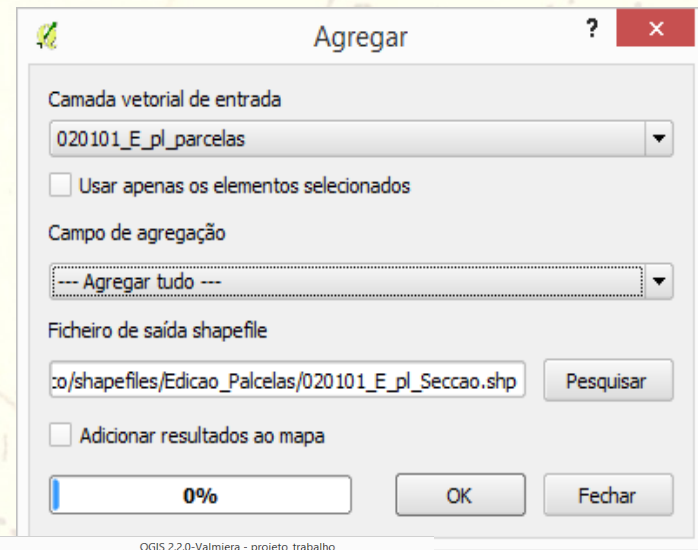 Agregar
?
Camada vetorial de entrada
020101_E_pl_parcelas
Usar apenas os elementos selecionados
Campo de agregação
--- Agregar tudo ---
Ficheiro de saída shapefile
:o/shapefiles/Edicao_Palcelas/020101_E_pl_Seccao.shp
Pesquisar
Adicionar resultados ao mapa
0%
OK
Fechar
QGIS 2.2.0-Valmiera - projeto_trabalho